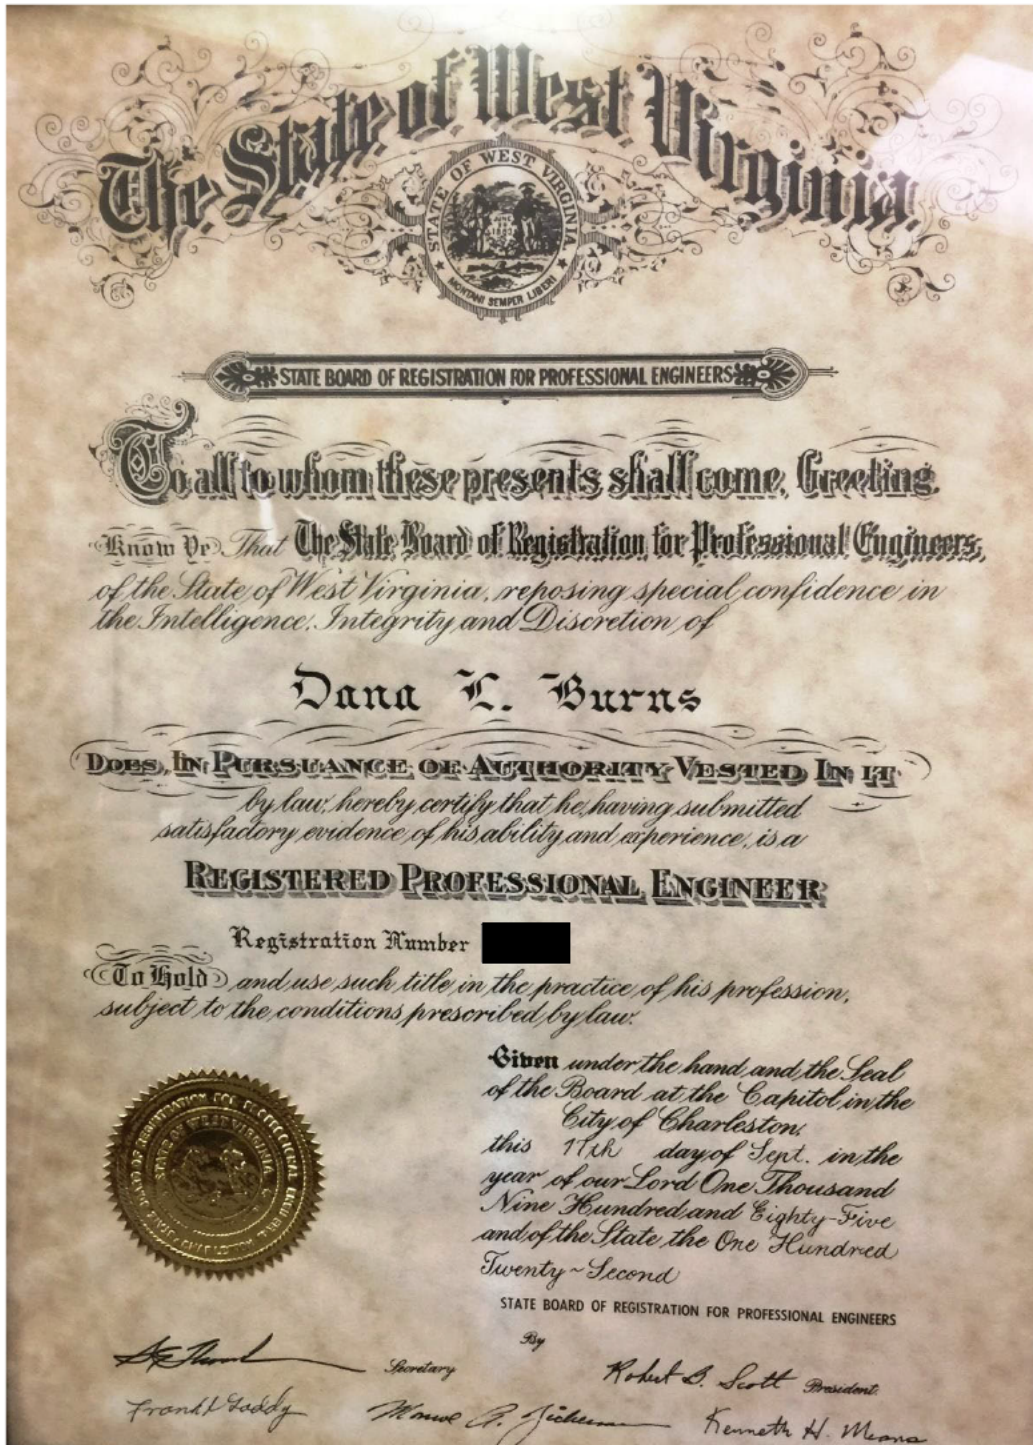 The State of West Virginia
STATE OF WEST VIRGINIA
MONTANI SEMPER LIBERI
STATE BOARD OF REGISTRATION FOR PROFESSIONAL ENGINEERS
To all to whom these presents shall come, Greeting.
Know Ye That The State Board of Registration for Professional Engineers,
of the State of West Virginia, reposing special confidence in
the Intelligence, Integrity and Discretion of
Dana L. Burns
DOES, IN PURSUANCE OF AUTHORITY VESTED IN IT
by law, hereby certify that he, having submitted
satisfactory evidence of his ability and experience, is a
REGISTERED PROFESSIONAL ENGINEER
Registration Number
To Hold and use such title in the practice of his profession,
subject to the conditions prescribed by law.
Given under the hand and the Seal
of the Board at the Capitol in the
City of Charleston,
this 17th day of Sept. in the
year of our Lord One Thousand
Nine Hundred and Eighty-Five
and of the State the One Hundred
Twenty~Second
STATE BOARD OF REGISTRATION FOR PROFESSIONAL ENGINEERS
By
Secretary
Robert B. Scott President
Kenneth H. Means
STATE OF WEST VIRGINIA